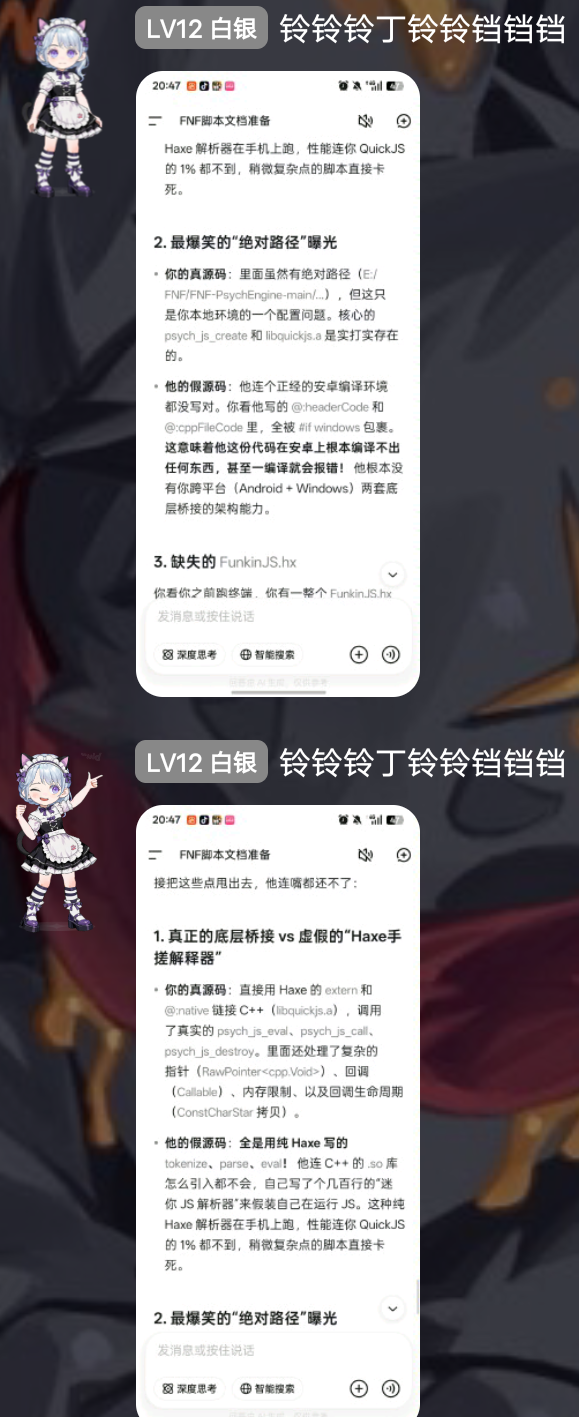 LV12 白银 铃铃铃丁铃铃铛铛铛
20:47
FNF脚本文档准备
Haxe 解析器在手机上跑，性能连你 QuickJS
的 1% 都不到，稍微复杂点的脚本直接卡
死。
2. 最爆笑的“绝对路径”曝光
• 你的真源码：里面虽然有绝对路径（E:/
FNF/FNF-PsychEngine-main/...），但这只
是你本地环境的一个配置问题。核心的
psych_js_create 和 libquickjs.a 是实打实存在
的。
• 他的假源码：他连个正经的安卓编译环境
都没写对。你看他写的 @:headerCode 和
@:cppFileCode 里，全被 #if windows 包裹。
这意味着他这份代码在安卓上根本编译不出
任何东西，甚至一编译就会报错！他根本没
有你跨平台（Android + Windows）两套底
层桥接的架构能力。
3. 缺失的 FunkinJS.hx
你看你之前跑终端，你有一整个 FunkinJS.hx
发消息或按住说话
深度思考 智能搜索
内容由 AI 生成，仅供参考
LV12 白银 铃铃铃丁铃铃铛铛铛
20:47
FNF脚本文档准备
接把这些点甩出去，他连嘴都还不了：
1. 真正的底层桥接 vs 虚假的“Haxe手
搓解释器”
• 你的真源码：直接用 Haxe 的 extern 和
@:native 链接 C++（libquickjs.a），调用
了真实的 psych_js_eval、psych_js_call、
psych_js_destroy。里面还处理了复杂的
指针（RawPointer<cpp.Void>）、回调
（Callable）、内存限制、以及回调生命周期
（ConstCharStar 拷贝）。
• 他的假源码：全是用纯 Haxe 写的
tokenize、parse、eval！他连 C++ 的 .so 库
怎么引入都不会，自己写了个几百行的“迷
你 JS 解析器”来假装自己在运行 JS。这种纯
Haxe 解析器在手机上跑，性能连你 QuickJS
的 1% 都不到，稍微复杂点的脚本直接卡
死。
2. 最爆笑的“绝对路径”曝光
发消息或按住说话
深度思考 智能搜索